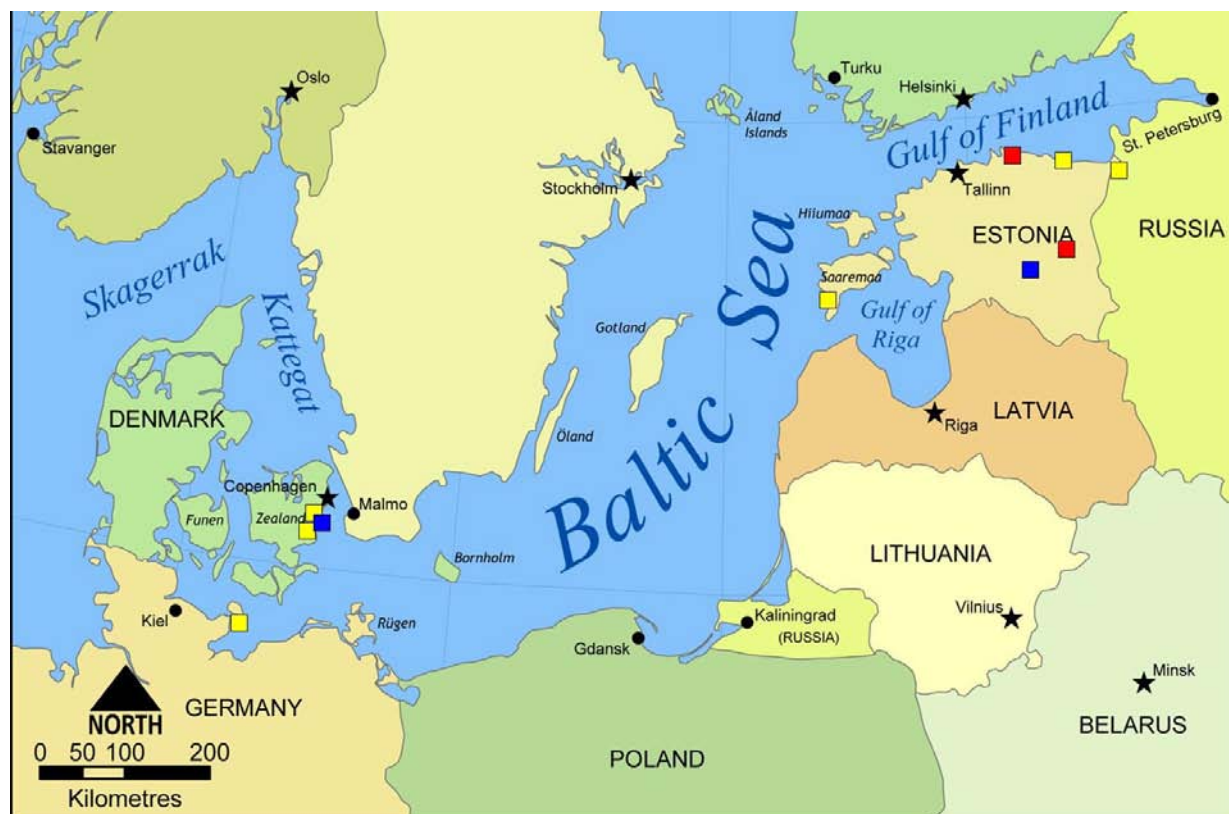 Oslo
Turku
Helsinki
Stavanger
Åland
Islands
Gulf of Finland
St. Petersburg
Stockholm
Tallinn
Hiiumaa
ESTONIA
RUSSIA
Skagerrak
Kattegat
Saaremaa
Gulf of
Riga
Gotland
Baltic Sea
DENMARK
Öland
LATVIA
Riga
Copenhagen
Malmo
Funen
Zealand
Bornholm
LITHUANIA
Kiel
Rügen
Gdansk
Kaliningrad
(RUSSIA)
Vilnius
Minsk
NORTH
GERMANY
POLAND
BELARUS
0 50 100 200
Kilometres